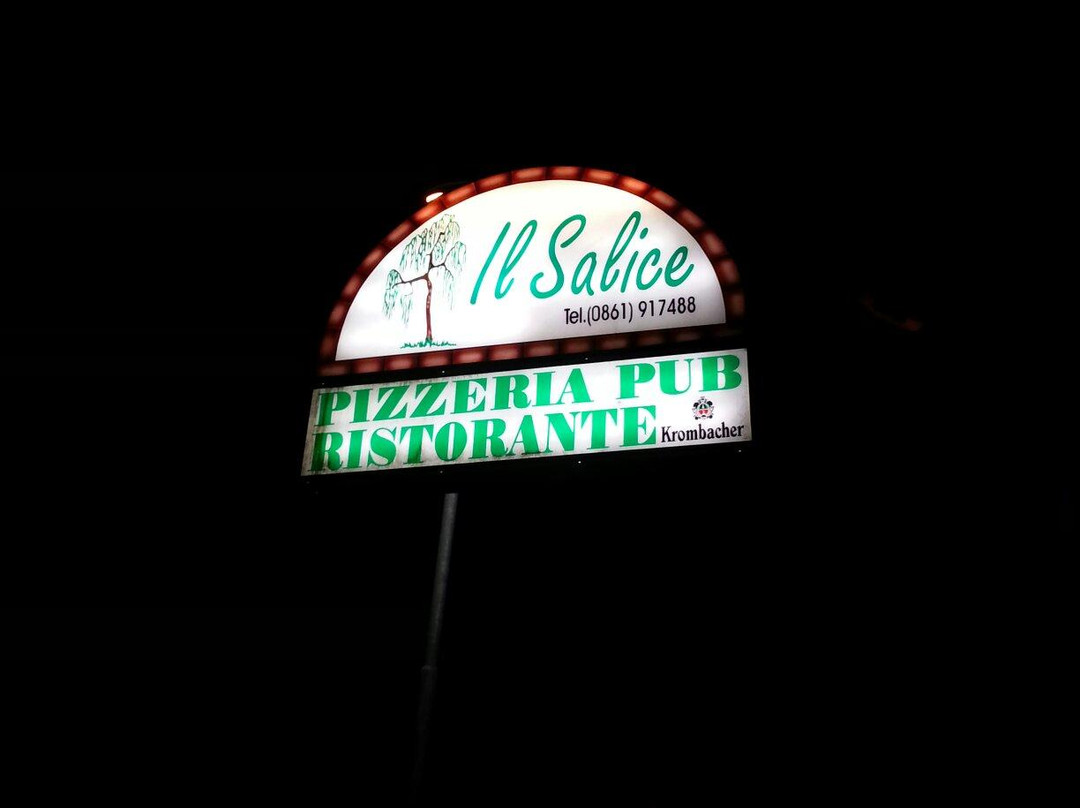 Il Salice
Tel.(0861) 917488
PIZZERIA PUB
RISTORANTE
Krombacher